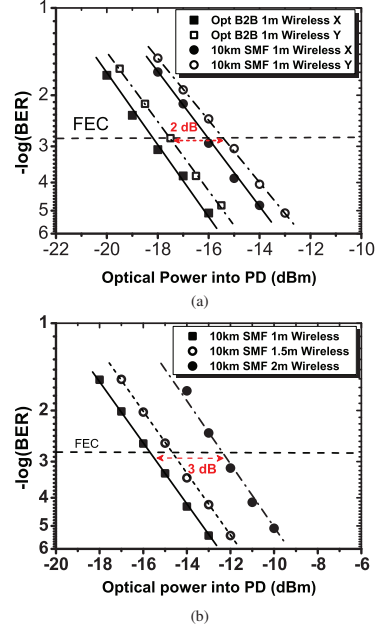 1
Opt B2B 1m Wireless X
Opt B2B 1m Wireless Y
10km SMF 1m Wireless X
10km SMF 1m Wireless Y
2
2 dB
FEC
3
4
5
6
-log(BER)
-22 -20 -18 -16 -14 -12 -10
Optical Power into PD (dBm)
(a)
1
10km SMF 1m Wireless
10km SMF 1.5m Wireless
10km SMF 2m Wireless
2
FEC
3
3 dB
4
5
6
-log(BER)
-20 -18 -16 -14 -12 -10 -8 -6
Optical power into PD (dBm)
(b)